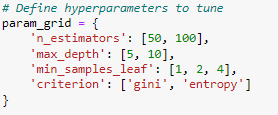 # Define hyperparameters to tune
param_grid = {
    'n_estimators': [50, 100],
    'max_depth': [5, 10],
    'min_samples_leaf': [1, 2, 4],
    'criterion': ['gini', 'entropy']
}